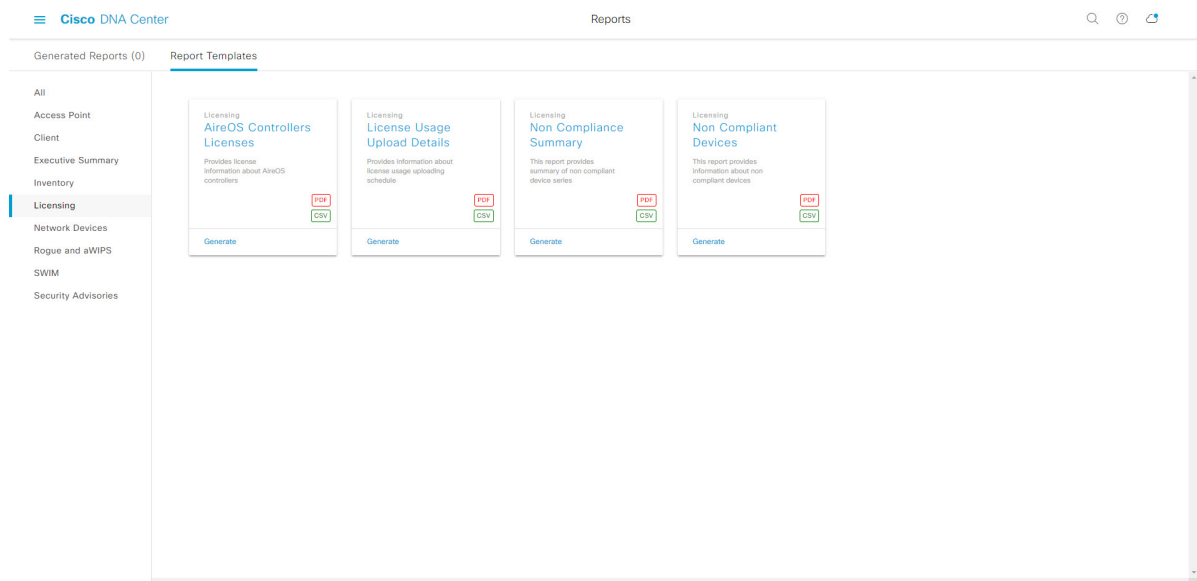 Cisco DNA Center
Reports
Generated Reports (0)
Report Templates
All
Access Point
Client
Executive Summary
Inventory
Licensing
Network Devices
Rogue and aWIPS
SWIM
Security Advisories
Licensing
AireOS Controllers
Licenses
Provides license
information about AireOS
controllers
PDF
CSV
Generate
Licensing
License Usage
Upload Details
Provides information about
license usage uploading
schedule
PDF
CSV
Generate
Licensing
Non Compliance
Summary
This report provides
summary of non compliant
device series
PDF
CSV
Generate
Licensing
Non Compliant
Devices
This report provides
information about non
compliant devices
PDF
CSV
Generate